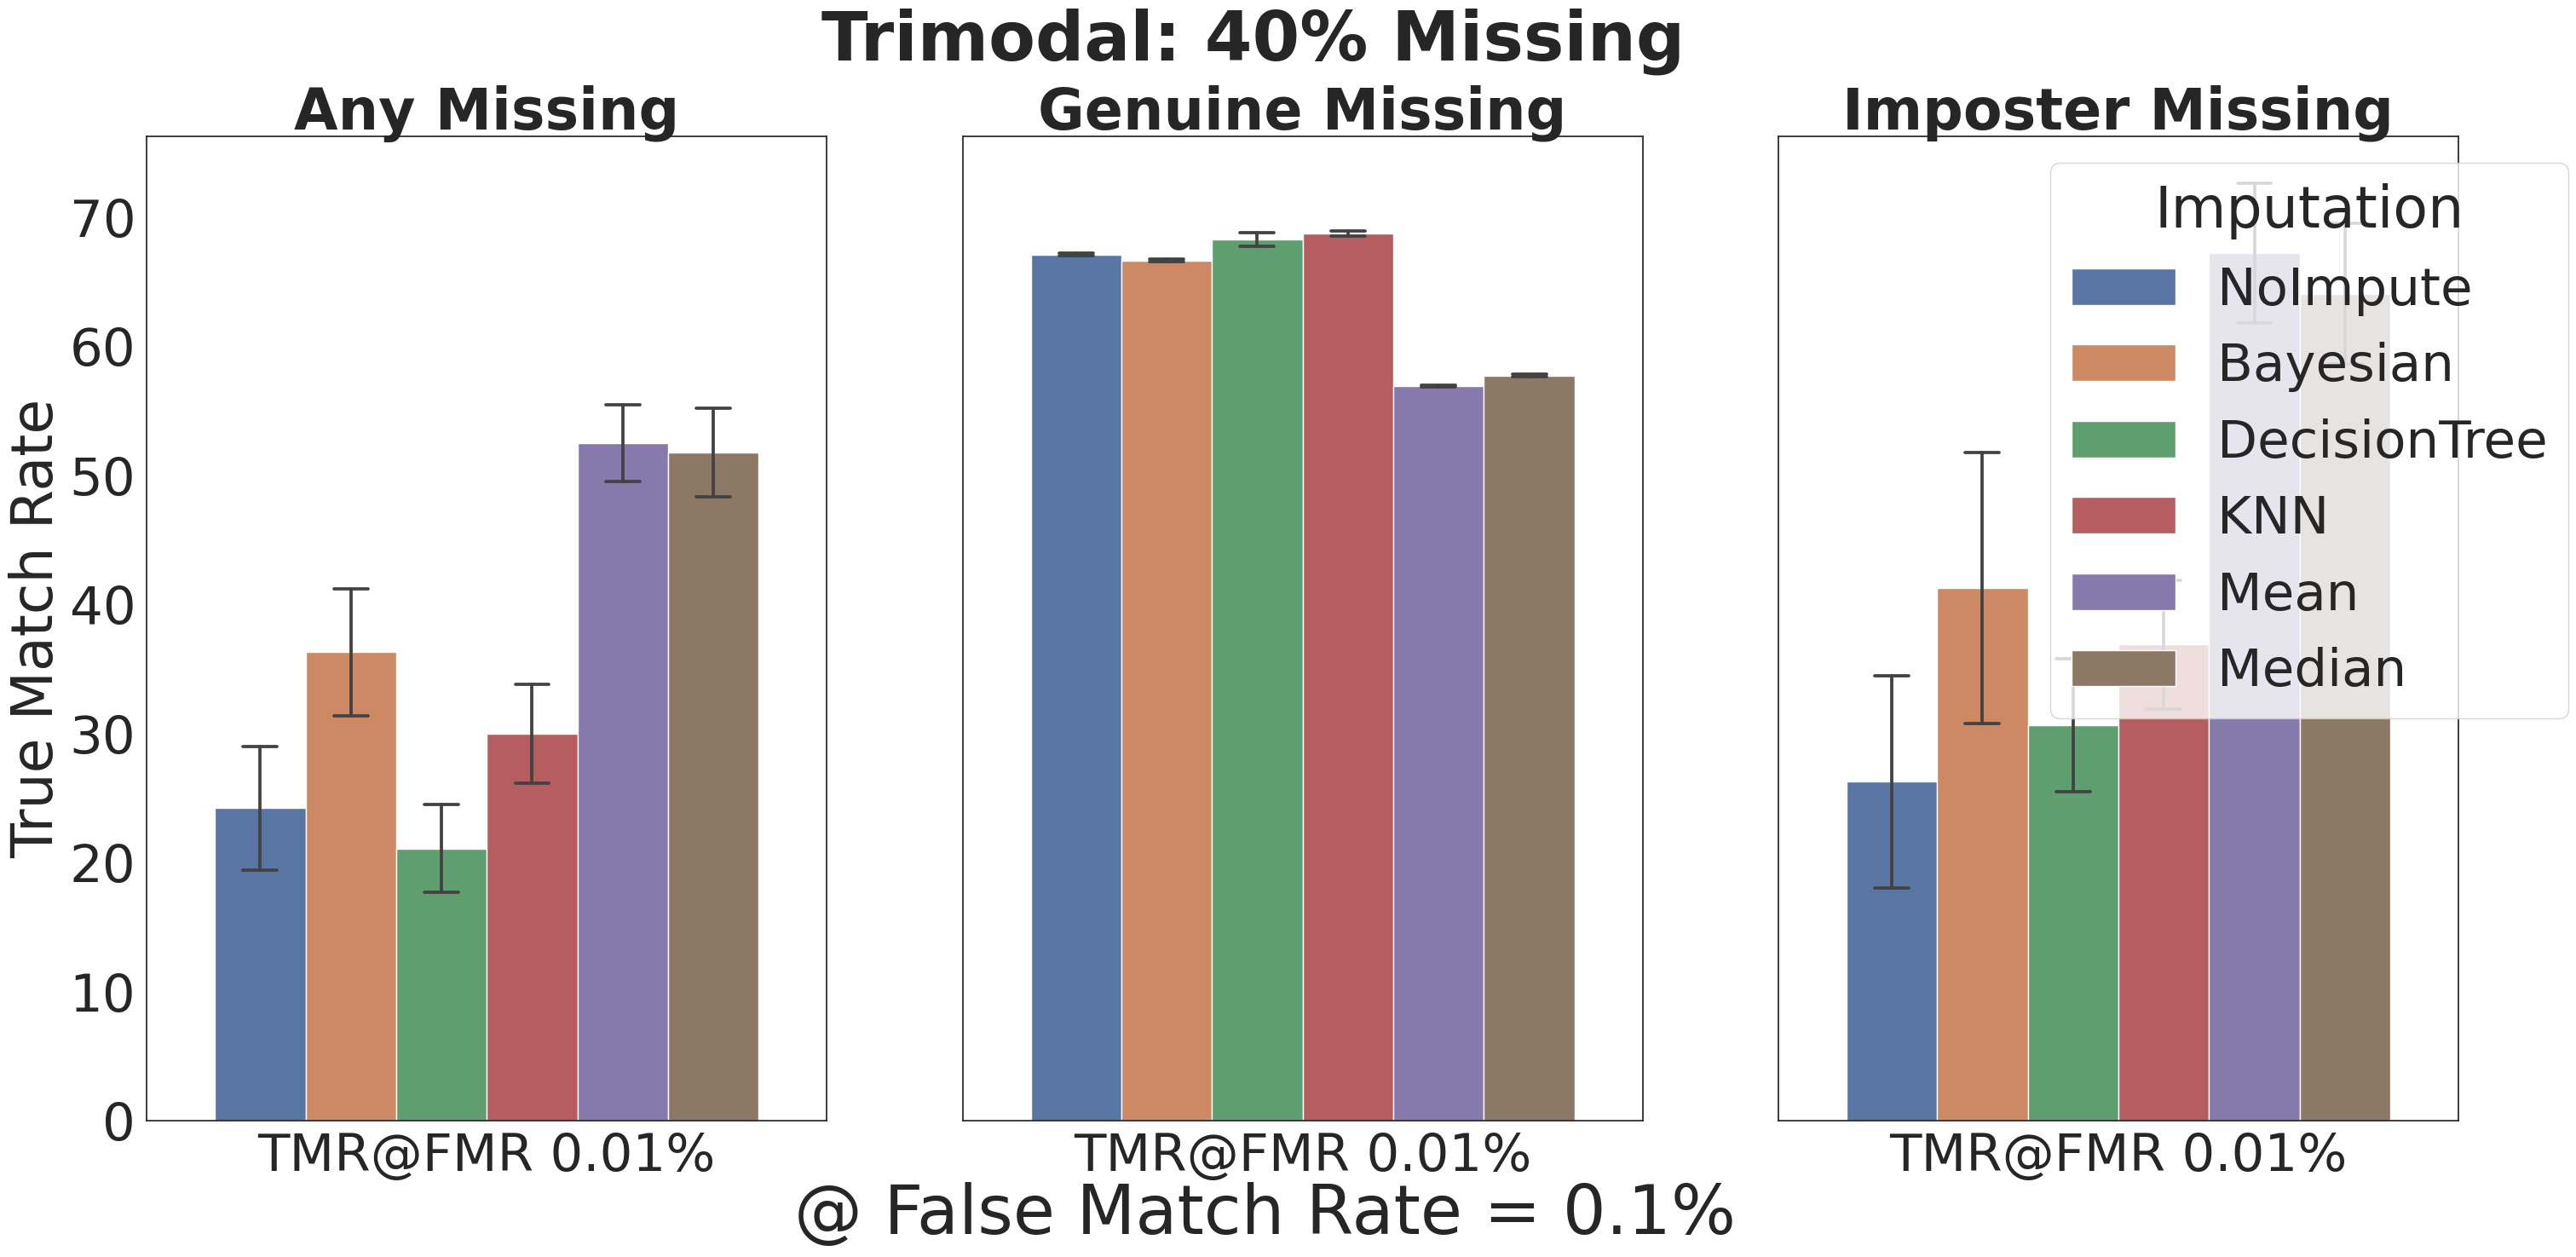 Trimodal: 40% Missing
Any Missing
Genuine Missing
Imposter Missing
True Match Rate
70
60
50
40
30
20
10
0
Imputation
NoImpute
Bayesian
DecisionTree
KNN
Mean
Median
TMR@FMR 0.01%
TMR@FMR 0.01%
TMR@FMR 0.01%
@ False Match Rate = 0.1%